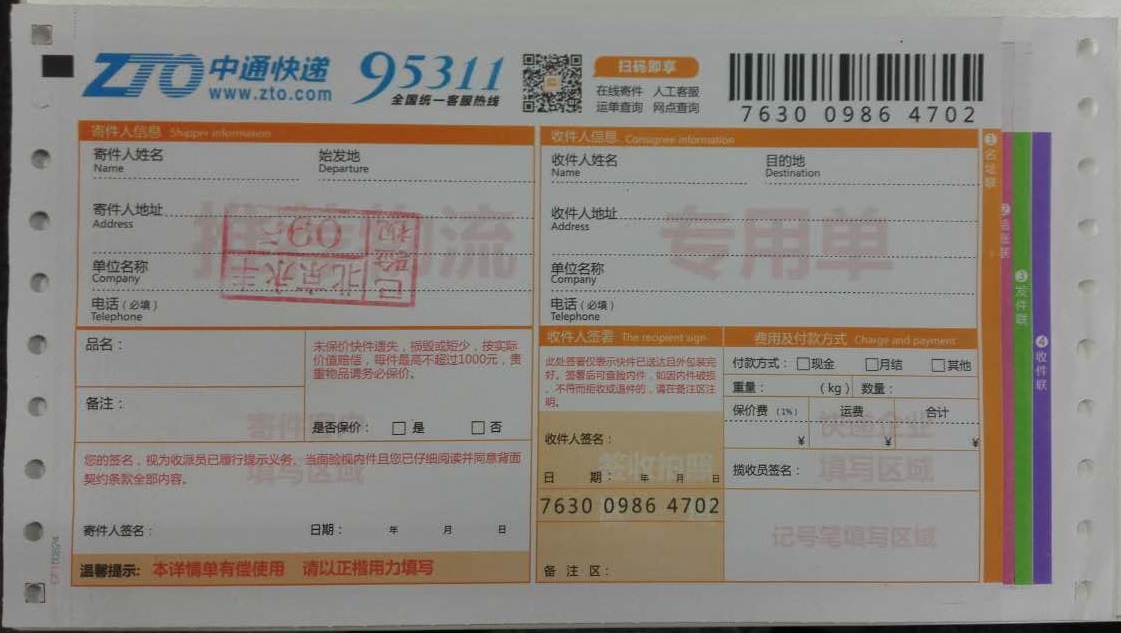 ZTO 中通快递
www.zto.com
95311
全国统一客服热线
扫码即享
在线寄件 人工客服
运单查询 网点查询
7630 0986 4702
寄件人信息 Shipper information
寄件人姓名
Name
始发地
Departure
寄件人地址
Address
单位名称
Company
电话（必填）
Telephone
收件人信息 Consignee information
收件人姓名
Name
目的地
Destination
收件人地址
Address
单位名称
Company
电话（必填）
Telephone
物流
专用单
已验视
北京永丰
品名：
备注：
未保价快件遗失，损毁或短少，按实际
价值赔偿，每件最高不超过1000元，贵
重物品请务必保价。
是否保价： 是 否
填写区域
您的签名，视为收派员已履行提示义务、当面验视内件且您已仔细阅读并同意背面
契约条款全部内容。
寄件人签名：
日期： 年 月 日
温馨提示: 本详情单有偿使用 请以正楷用力填写
收件人签署 The recipient sign
此处签署仅表示快件已送达且外包装完
好。签署后可查验内件，如因内件破损
，不符而拒收或退件的，请在备注区注
明。
收件人签名：
签收拍照
日 期： 年 月 日
7630 0986 4702
备 注 区：
费用及付款方式 Charge and payment
付款方式： 现金 月结 其他
重量： （kg） 数量：
保价费（1%） 运费 合计
¥ ¥ ¥
快递企业
填写区域
揽收员签名：
记号笔填写区域
1 名址联
3 发件联
4 收件联